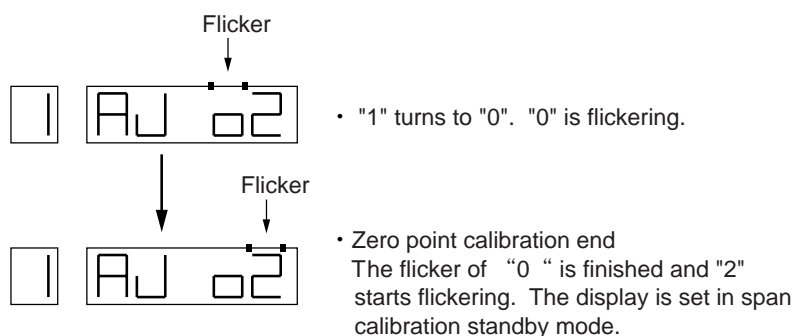 Flicker
1 AJ o2
• "1" turns to "0". "0" is flickering.
Flicker
1 AJ o2
• Zero point calibration end
The flicker of “0 “ is finished and "2"
starts flickering. The display is set in span
calibration standby mode.